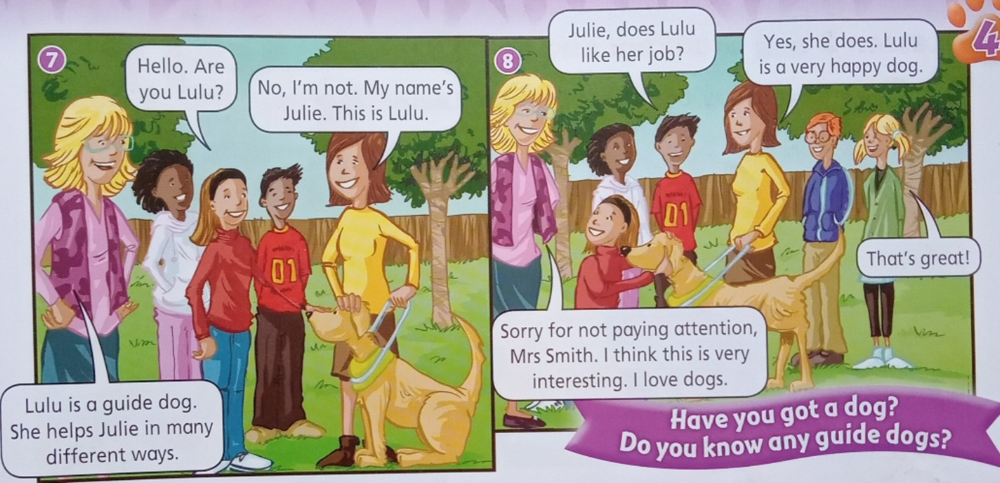 7
Hello. Are
you Lulu?
No, I'm not. My name's
Julie. This is Lulu.
Lulu is a guide dog.
She helps Julie in many
different ways.
4
8
Julie, does Lulu
like her job?
Yes, she does. Lulu
is a very happy dog.
That's great!
Sorry for not paying attention,
Mrs Smith. I think this is very
interesting. I love dogs.
01
01
Have you got a dog?
Do you know any guide dogs?